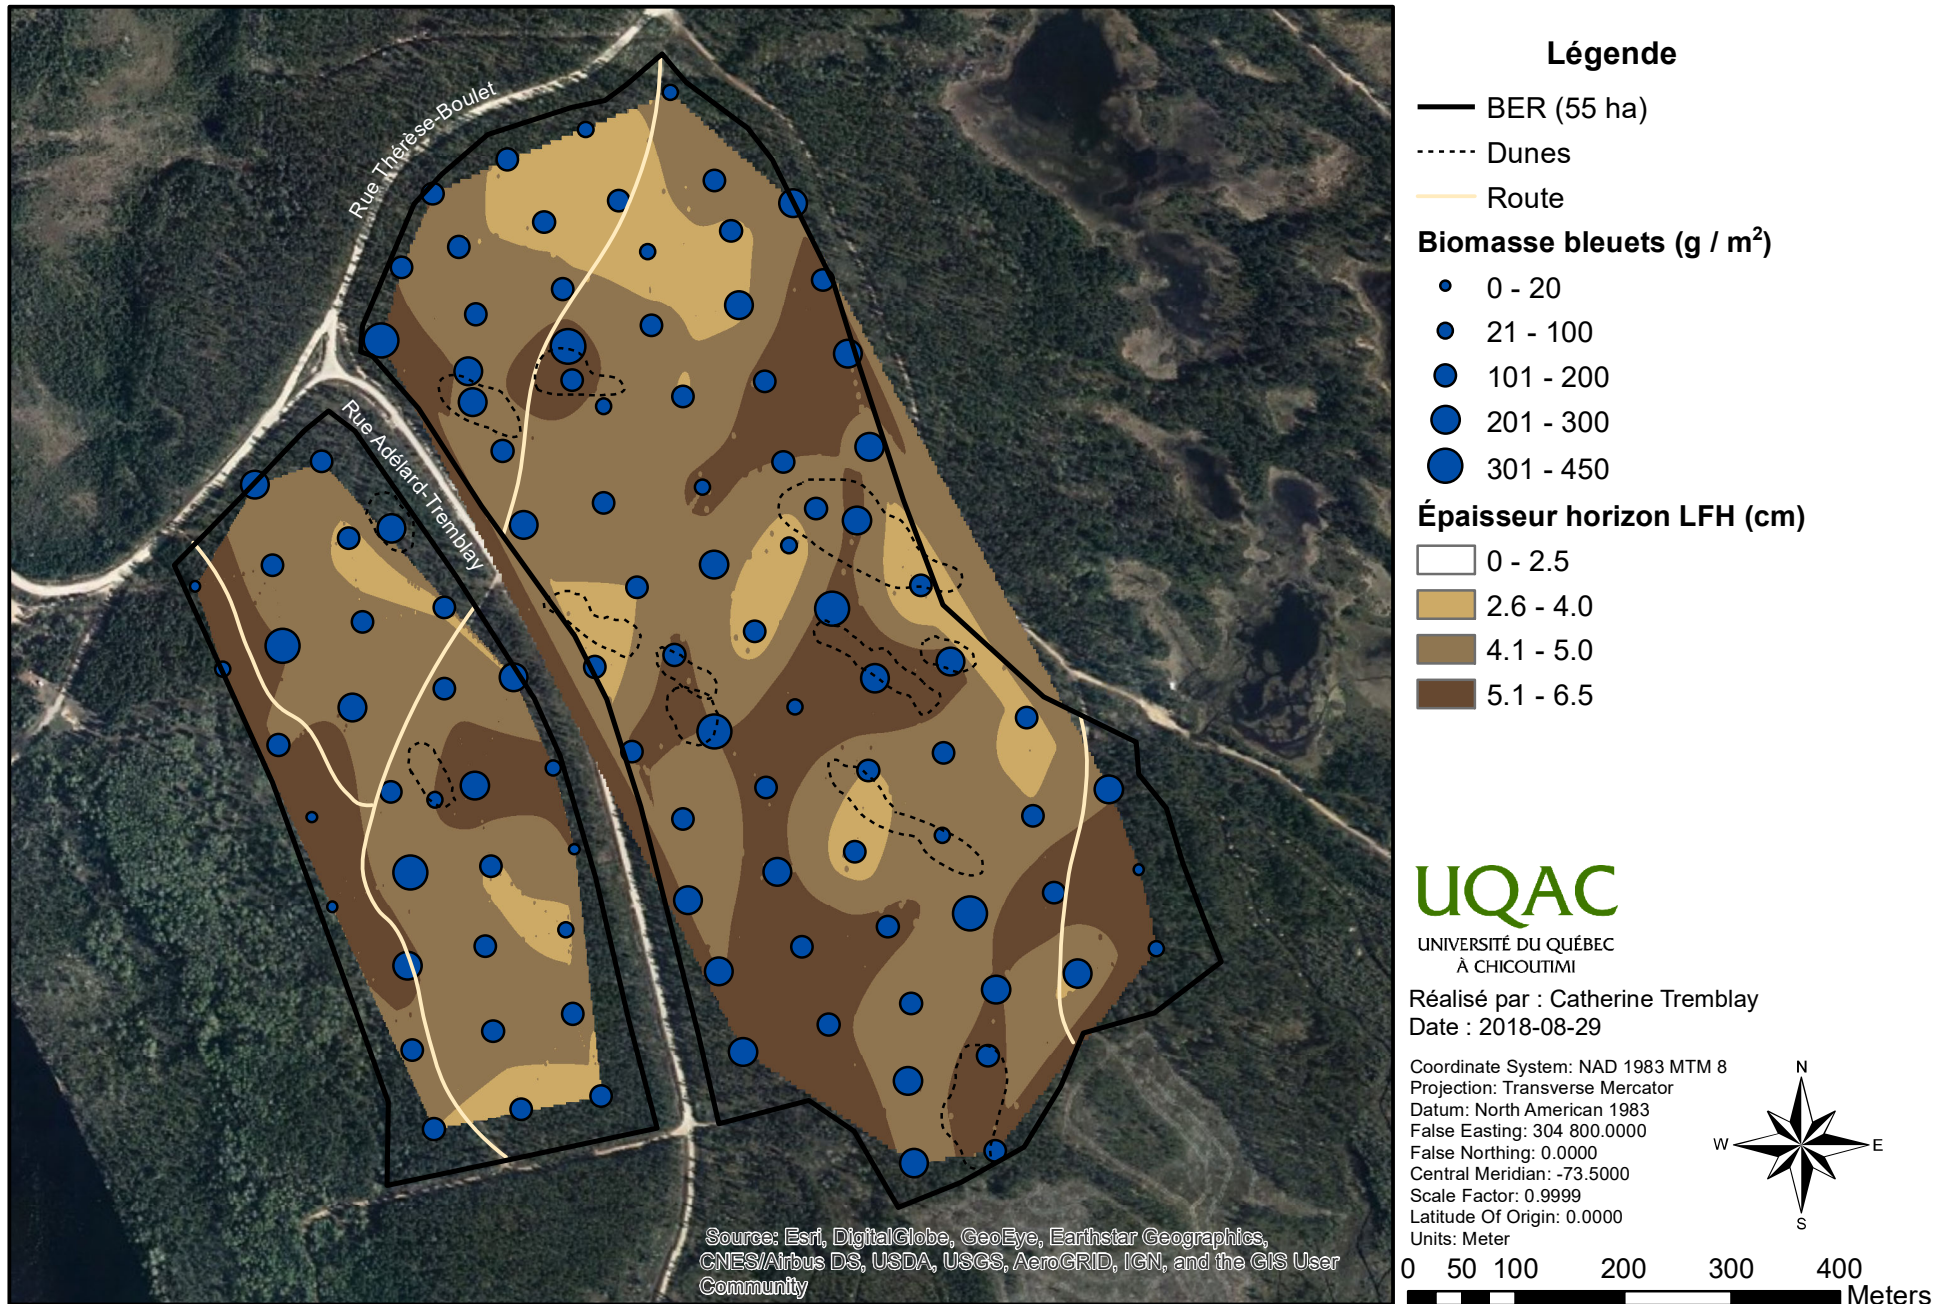 Rue Thérèse-Boulet
Rue Adélard-Tremblay
Source: Esri, DigitalGlobe, GeoEye, Earthstar Geographics,
CNES/Airbus DS, USDA, USGS, AeroGRID, IGN, and the GIS User
Community
Légende
BER (55 ha)
Dunes
Route
Biomasse bleuets (g / m²)
0 - 20
21 - 100
101 - 200
201 - 300
301 - 450
Épaisseur horizon LFH (cm)
0 - 2.5
2.6 - 4.0
4.1 - 5.0
5.1 - 6.5
UQAC
UNIVERSITÉ DU QUÉBEC
À CHICOUTIMI
Réalisé par : Catherine Tremblay
Date : 2018-08-29
Coordinate System: NAD 1983 MTM 8
Projection: Transverse Mercator
Datum: North American 1983
False Easting: 304 800.0000
False Northing: 0.0000
Central Meridian: -73.5000
Scale Factor: 0.9999
Latitude Of Origin: 0.0000
Units: Meter
N
W E
S
0 50 100 200 300 400
Meters